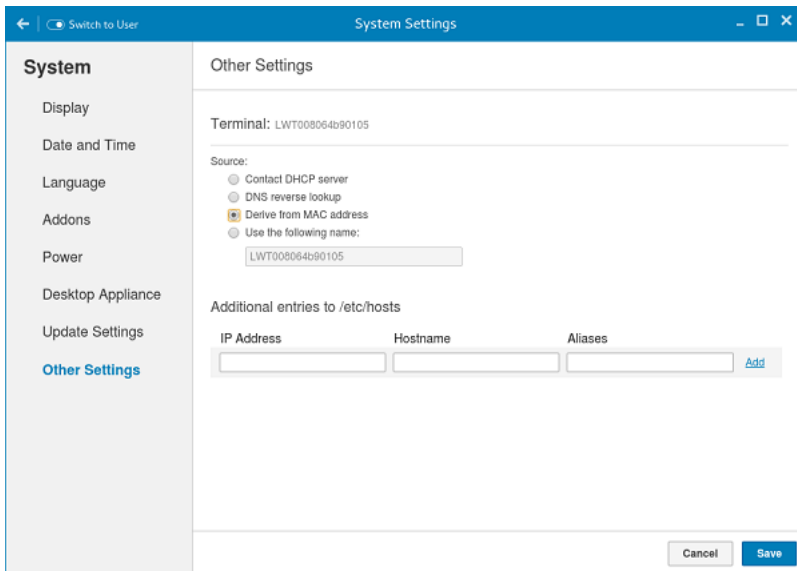 Switch to User
System Settings
System
Display
Date and Time
Language
Addons
Power
Desktop Appliance
Update Settings
Other Settings
Other Settings
Terminal: LWT008064b90105
Source:
Contact DHCP server
DNS reverse lookup
Derive from MAC address
Use the following name:
LWT008064b90105
Additional entries to /etc/hosts
IP Address Hostname Aliases
Add
Cancel Save